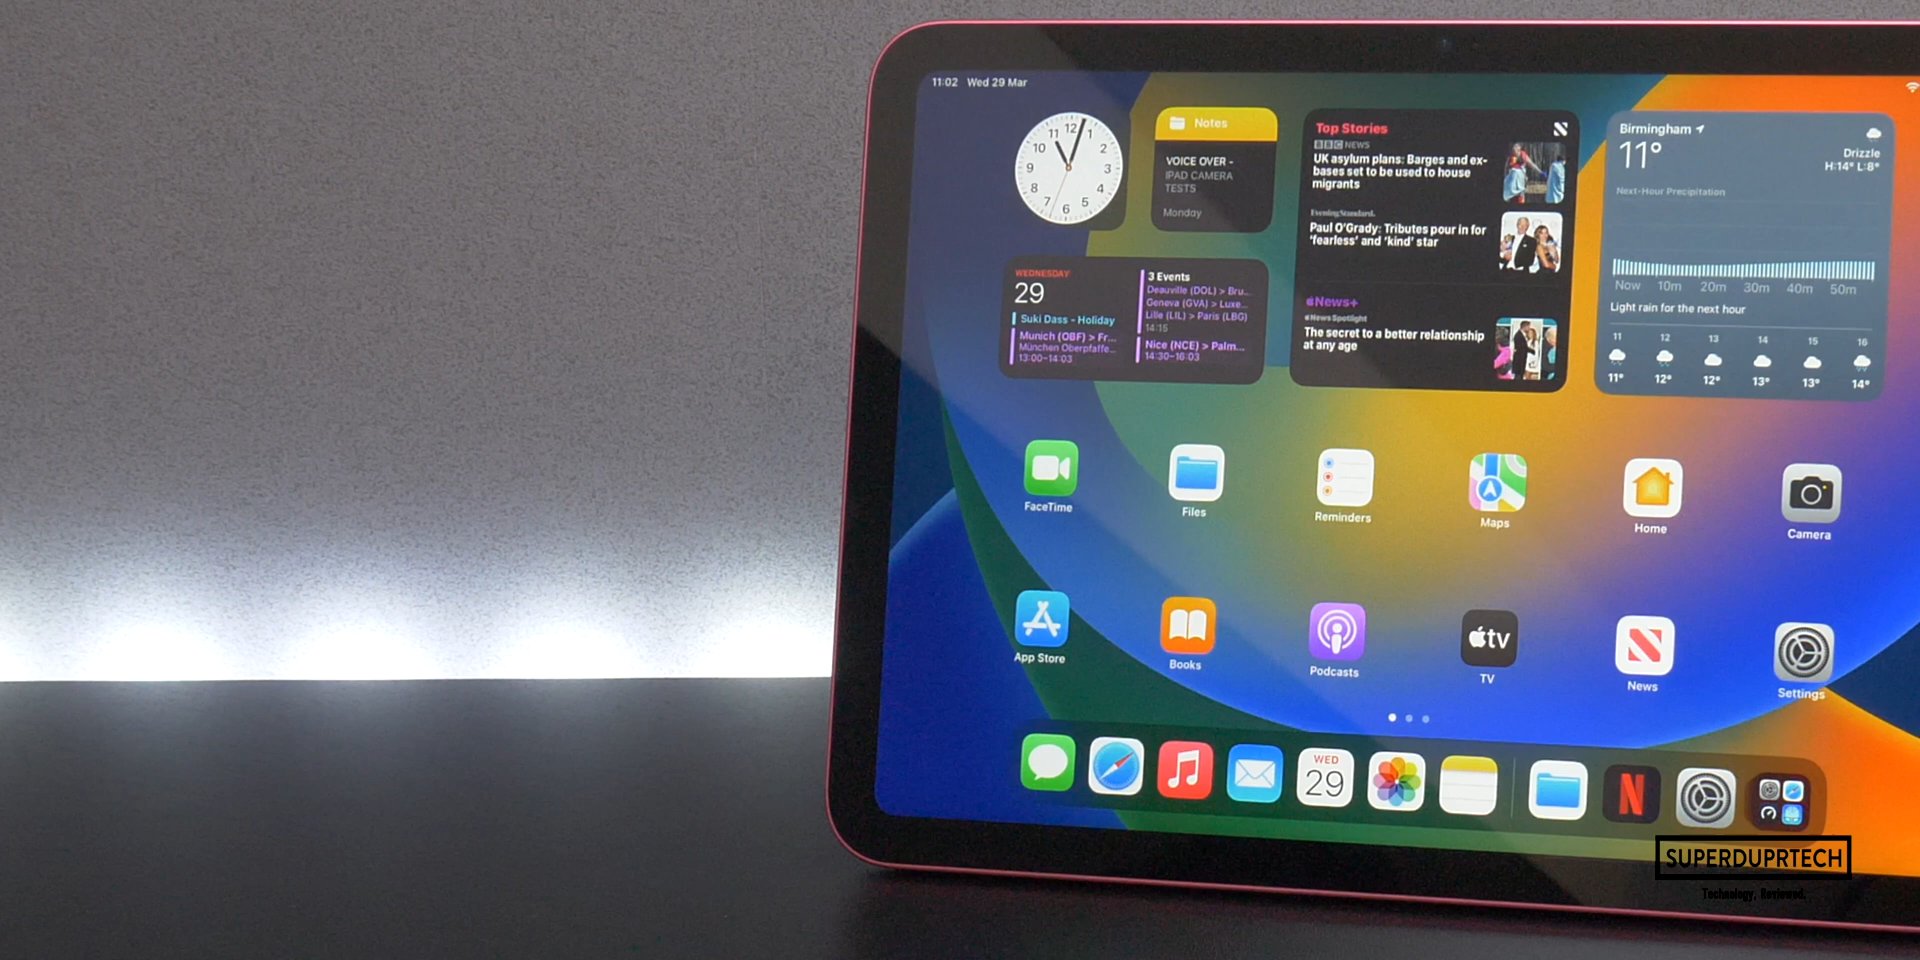 11:02 Wed 29 Mar
12
1
2
3
4
5
6
7
8
9
10
11
Notes
VOICE OVER -
IPAD CAMERA
TESTS
Monday
WEDNESDAY
29
Suki Dass - Holiday
Munich (OBF) > Fr...
München Oberpfaffe...
13:00-14:03
3 Events
Deauville (DOL) > Bru...
Geneva (GVA) > Luxe...
Lille (LIL) > Paris (LBG)
14:15
Nice (NCE) > Palm...
14:30-16:03
Top Stories
BBC NEWS
UK asylum plans: Barges and ex-
bases set to be used to house
migrants
Evening Standard.
Paul O'Grady: Tributes pour in for
'fearless' and 'kind' star
News+
News Spotlight
The secret to a better relationship
at any age
Birmingham
11°
Drizzle
H:14° L:8°
Next-Hour Precipitation
Now 10m 20m 30m 40m 50m
Light rain for the next hour
11 12 13 14 15 16
11° 12° 12° 13° 13° 14°
FaceTime
Files
Reminders
Maps
Home
Camera
App Store
Books
Podcasts
tv
TV
News
Settings
WED
29
N
SUPERDUPRTECH
Technology, Reviewed.